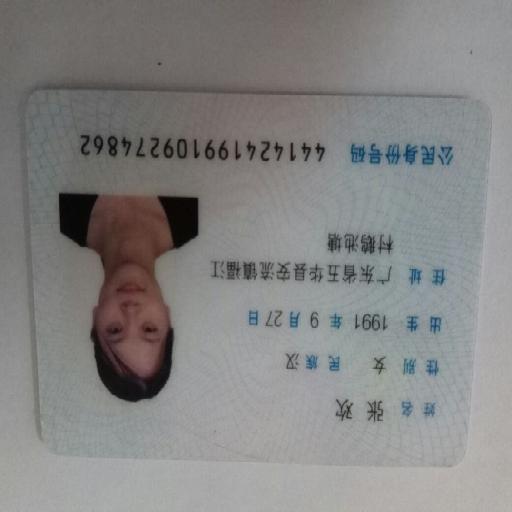 姓名 张欢
性别 女 民族 汉
出生 1991 年 9 月 27 日
住址 广东省五华县安流镇福江
村鹅池塘
公民身份号码 441424199109274862